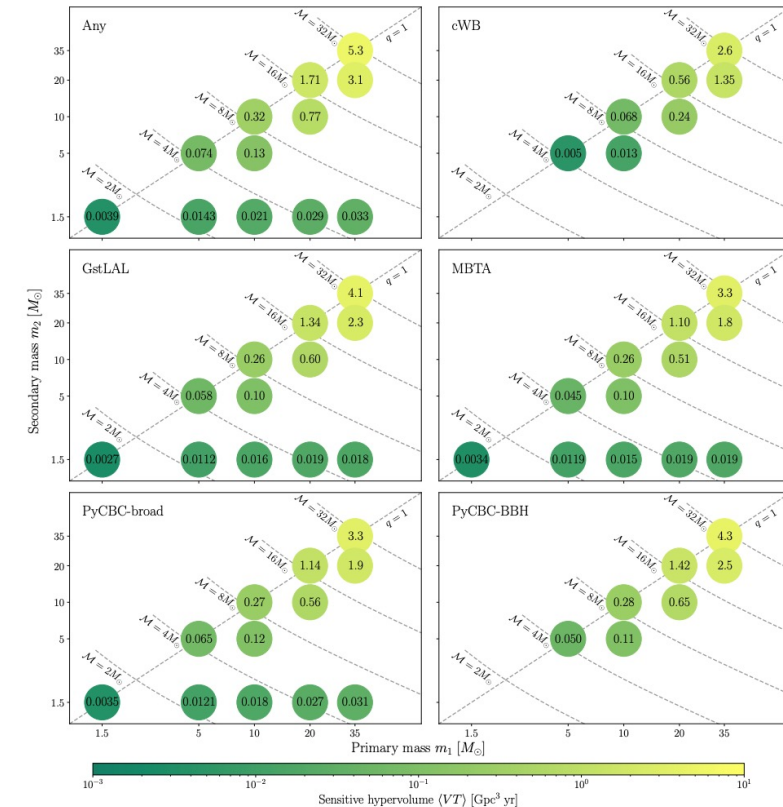 Any
ℳ = 32M⊙
q = 1
35
5.3
ℳ = 16M⊙
20
1.71
3.1
ℳ = 8M⊙
10
0.32
0.77
ℳ = 4M⊙
5
0.074
0.13
ℳ = 2M⊙
1.5
0.0039
0.0143
0.021
0.029
0.033
cWB
ℳ = 32M⊙
q = 1
2.6
ℳ = 16M⊙
0.56
1.35
ℳ = 8M⊙
0.068
0.24
ℳ = 4M⊙
0.005
0.013
ℳ = 2M⊙
Secondary mass m₂ [M⊙]
GstLAL
ℳ = 32M⊙
q = 1
35
4.1
ℳ = 16M⊙
20
1.34
2.3
ℳ = 8M⊙
10
0.26
0.60
ℳ = 4M⊙
5
0.058
0.10
ℳ = 2M⊙
1.5
0.0027
0.0112
0.016
0.019
0.018
MBTA
ℳ = 32M⊙
q = 1
3.3
ℳ = 16M⊙
1.10
1.8
ℳ = 8M⊙
0.26
0.51
ℳ = 4M⊙
0.045
0.10
ℳ = 2M⊙
0.0034
0.0119
0.015
0.019
0.019
PyCBC-broad
ℳ = 32M⊙
q = 1
35
3.3
ℳ = 16M⊙
20
1.14
1.9
ℳ = 8M⊙
10
0.27
0.56
ℳ = 4M⊙
5
0.065
0.12
ℳ = 2M⊙
1.5
0.0035
0.0121
0.018
0.027
0.031
1.5
5
10
20
35
PyCBC-BBH
ℳ = 32M⊙
q = 1
4.3
ℳ = 16M⊙
1.42
2.5
ℳ = 8M⊙
0.28
0.65
ℳ = 4M⊙
0.050
0.11
ℳ = 2M⊙
1.5
5
10
20
35
Primary mass m₁ [M⊙]
10⁻³
10⁻²
10⁻¹
10⁰
10¹
Sensitive hypervolume ⟨VT⟩ [Gpc³ yr]